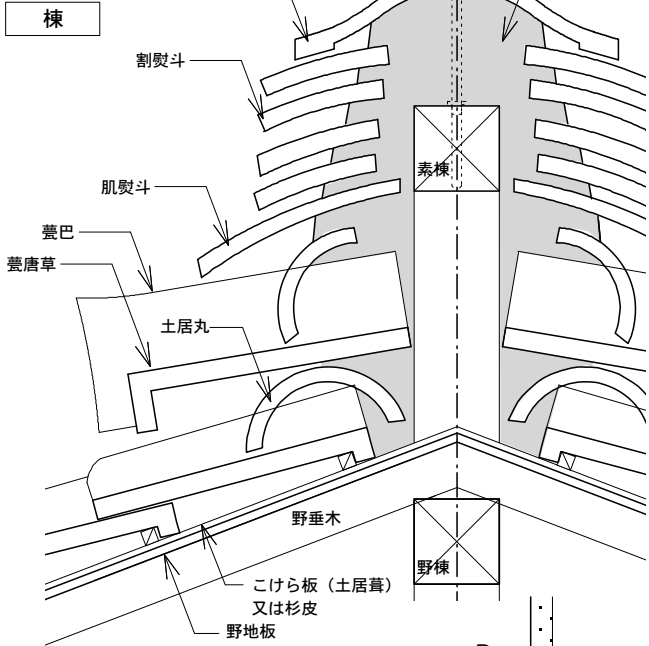 棟
割熨斗
素棟
肌熨斗
甍巴
甍唐草
土居丸
野垂木
野棟
こけら板（土居葺）
又は杉皮
野地板